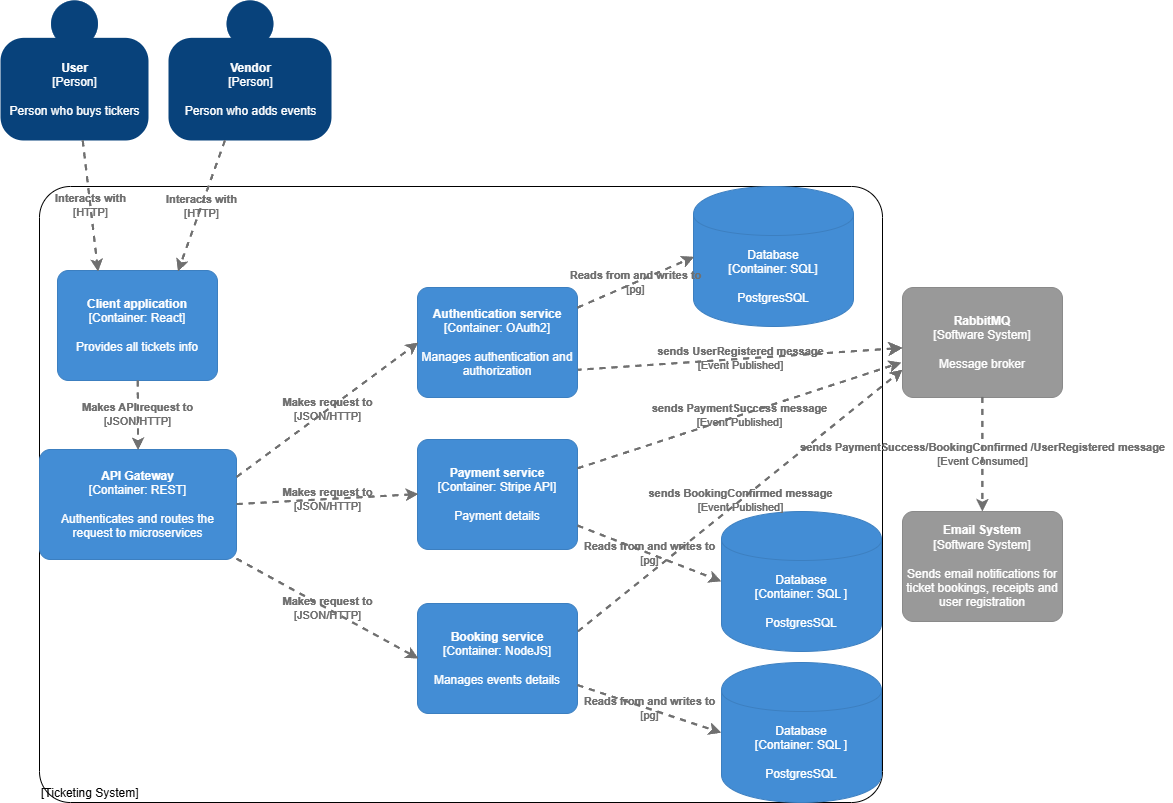 User
[Person]
Person who buys tickers
Vendor
[Person]
Person who adds events
Interacts with
[HTTP]
Interacts with
[HTTP]
Client application
[Container: React]
Provides all tickets info
Makes API request to
[JSON/HTTP]
API Gateway
[Container: REST]
Authenticates and routes the
request to microservices
Makes request to
[JSON/HTTP]
Makes request to
[JSON/HTTP]
Makes request to
[JSON/HTTP]
Authentication service
[Container: OAuth2]
Manages authentication and
authorization
Payment service
[Container: Stripe API]
Payment details
Booking service
[Container: NodeJS]
Manages events details
Reads from and writes to
[pg]
Database
[Container: SQL]
PostgresSQL
sends UserRegistered message
[Event Published]
sends PaymentSuccess message
[Event Published]
sends BookingConfirmed message
[Event Published]
Reads from and writes to
[pg]
Database
[Container: SQL ]
PostgresSQL
Reads from and writes to
[pg]
Database
[Container: SQL ]
PostgresSQL
RabbitMQ
[Software System]
Message broker
sends PaymentSuccess/BookingConfirmed /UserRegistered message
[Event Consumed]
Email System
[Software System]
Sends email notifications for
ticket bookings, receipts and
user registration
[Ticketing System]